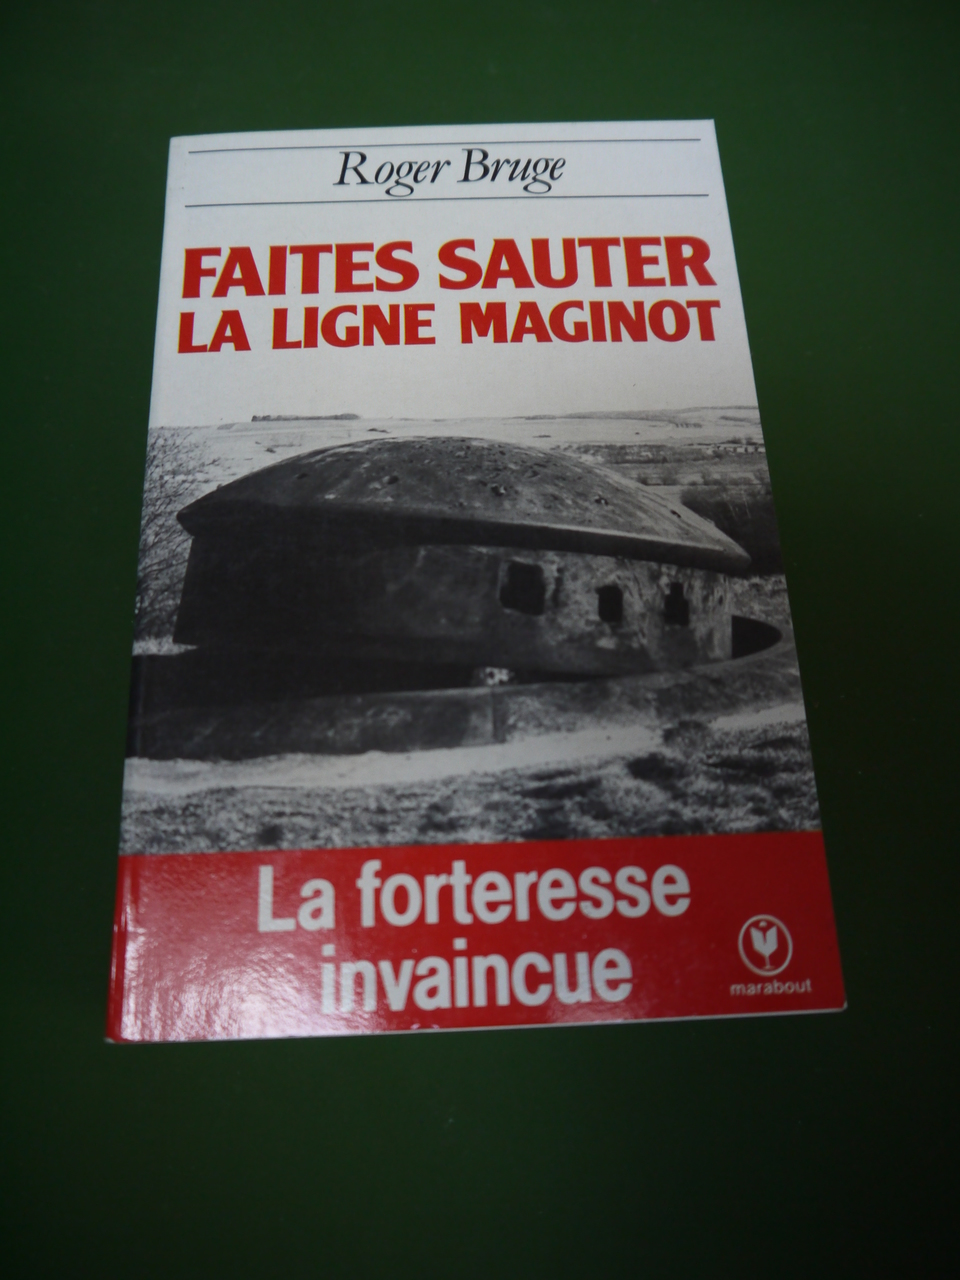 Roger Bruge
FAITES SAUTER
LA LIGNE MAGINOT
La forteresse
invaincue
marabout